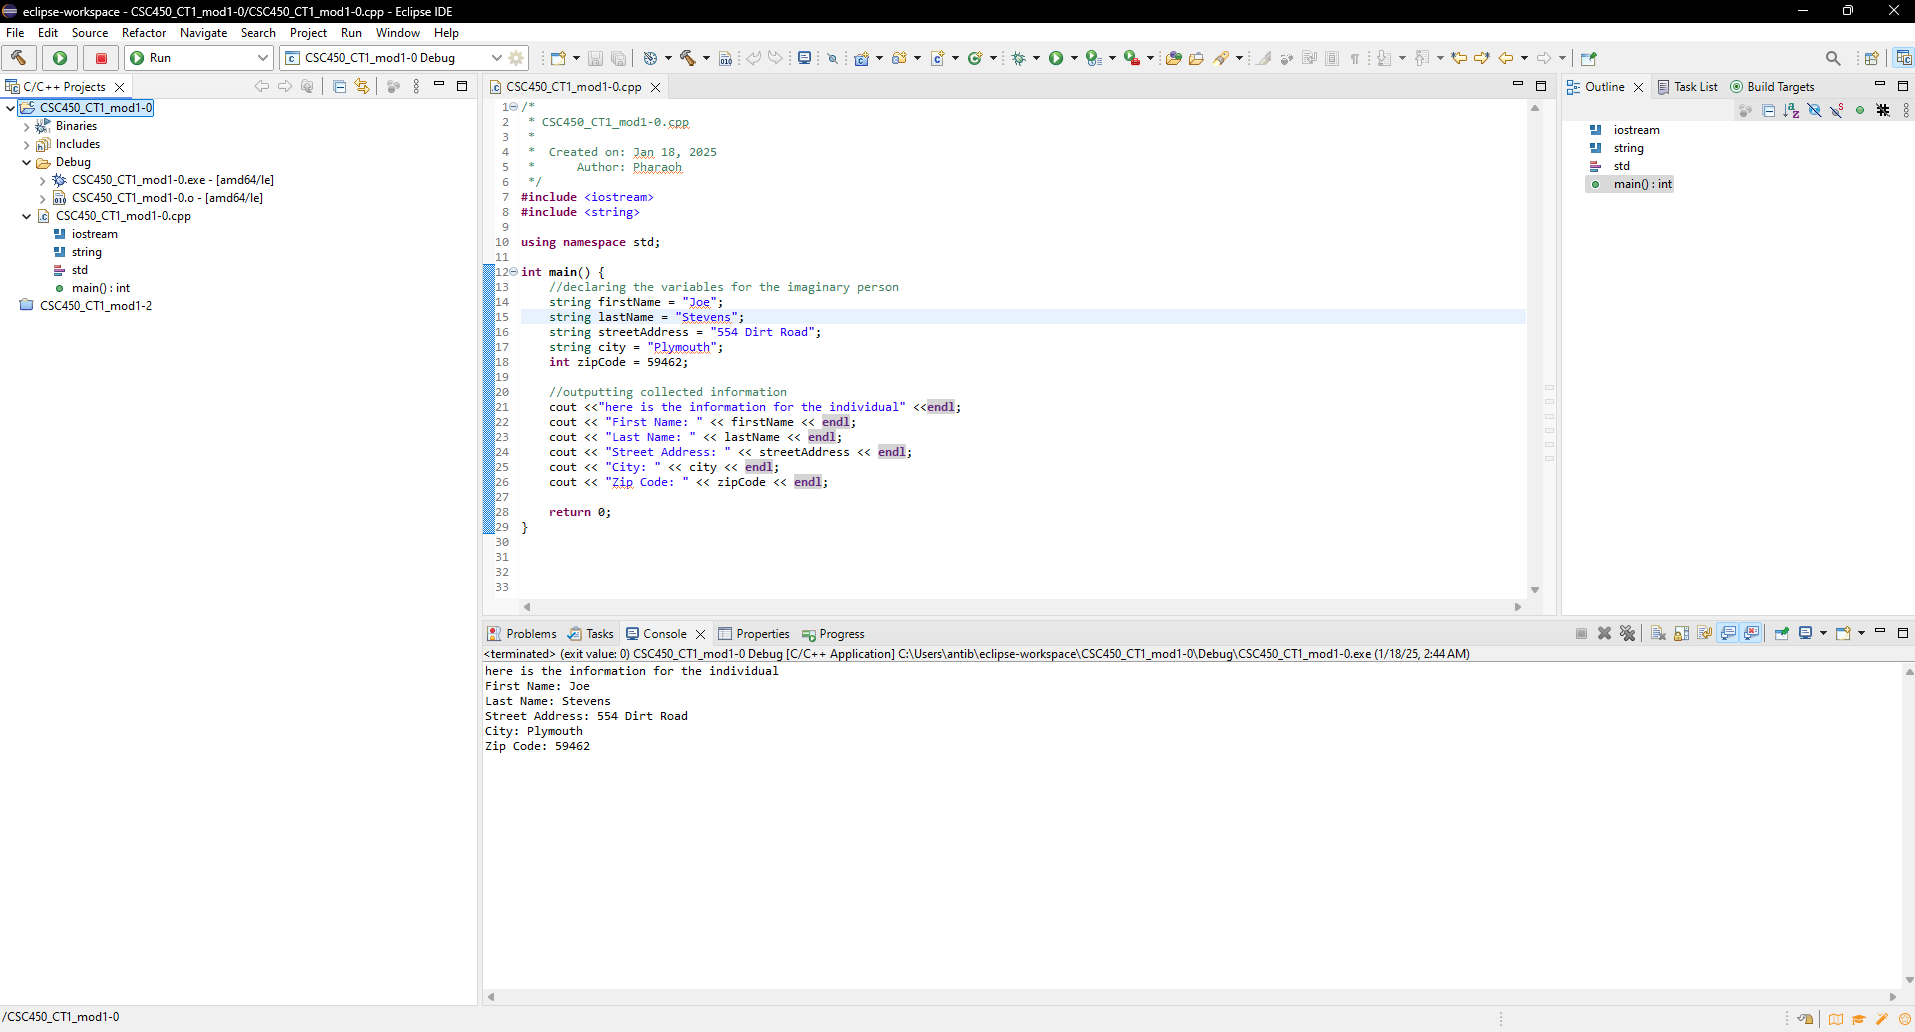 eclipse-workspace - CSC450_CT1_mod1-0/CSC450_CT1_mod1-0.cpp - Eclipse IDE
File Edit Source Refactor Navigate Search Project Run Window Help
Run
CSC450_CT1_mod1-0 Debug
C/C++ Projects
CSC450_CT1_mod1-0
Binaries
Includes
Debug
CSC450_CT1_mod1-0.exe - [amd64/le]
CSC450_CT1_mod1-0.o - [amd64/le]
CSC450_CT1_mod1-0.cpp
iostream
string
std
main() : int
CSC450_CT1_mod1-2
CSC450_CT1_mod1-0.cpp
1 /*
2 * CSC450_CT1_mod1-0.cpp
3 *
4 * Created on: Jan 18, 2025
5 * Author: Pharaoh
6 */
7 #include <iostream>
8 #include <string>
9
10 using namespace std;
11
12 int main() {
13 //declaring the variables for the imaginary person
14 string firstName = "Joe";
15 string lastName = "Stevens";
16 string streetAddress = "554 Dirt Road";
17 string city = "Plymouth";
18 int zipCode = 59462;
19
20 //outputting collected information
21 cout <<"here is the information for the individual" <<endl;
22 cout << "First Name: " << firstName << endl;
23 cout << "Last Name: " << lastName << endl;
24 cout << "Street Address: " << streetAddress << endl;
25 cout << "City: " << city << endl;
26 cout << "Zip Code: " << zipCode << endl;
27
28 return 0;
29 }
30
31
32
33
Outline Task List Build Targets
iostream
string
std
main() : int
Problems Tasks Console Properties Progress
<terminated> (exit value: 0) CSC450_CT1_mod1-0 Debug [C/C++ Application] C:\Users\antib\eclipse-workspace\CSC450_CT1_mod1-0\Debug\CSC450_CT1_mod1-0.exe (1/18/25, 2:44 AM)
here is the information for the individual
First Name: Joe
Last Name: Stevens
Street Address: 554 Dirt Road
City: Plymouth
Zip Code: 59462
/CSC450_CT1_mod1-0